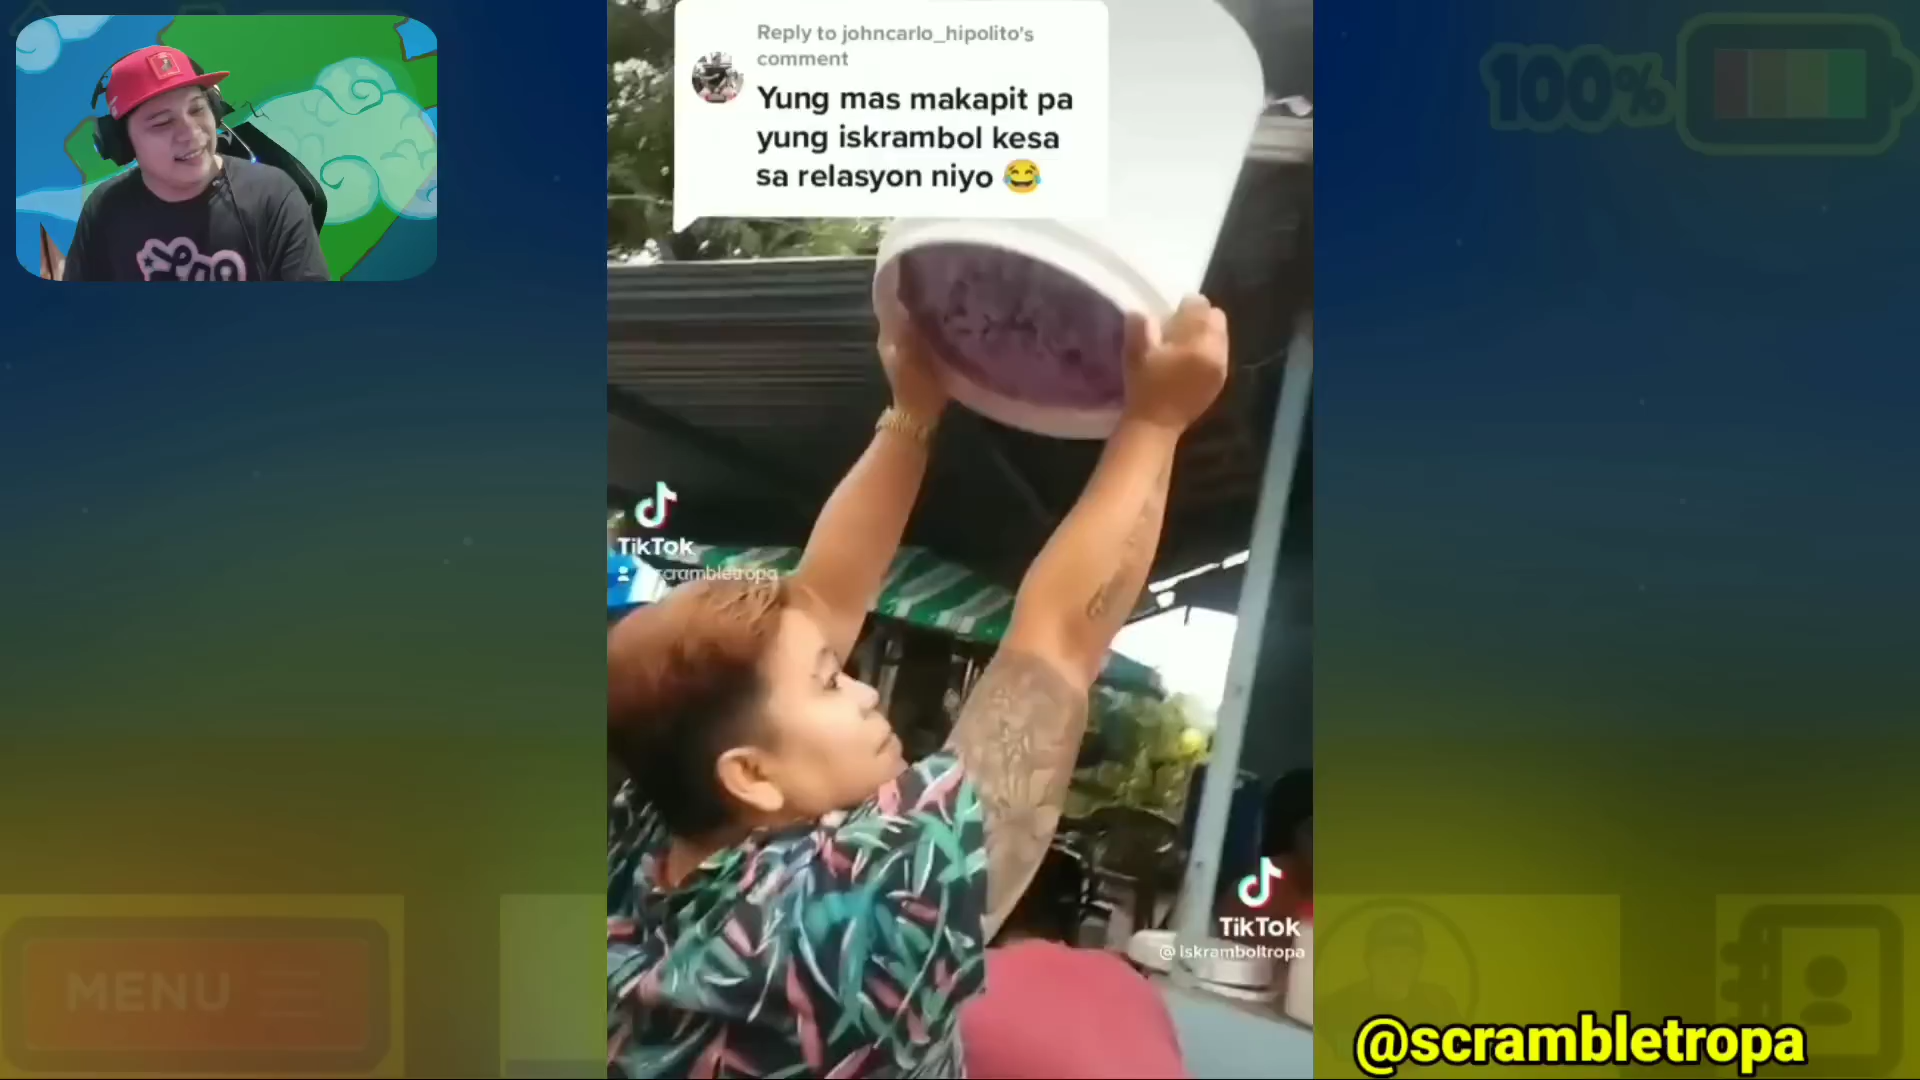 Reply to johncarlo_hipolito's
comment
Yung mas makapit pa
yung iskrambol kesa
sa relasyon niyo 😂
100%
TikTok
scrambletropa
TikTok
@iskramboltropa
MENU
@scrambletropa